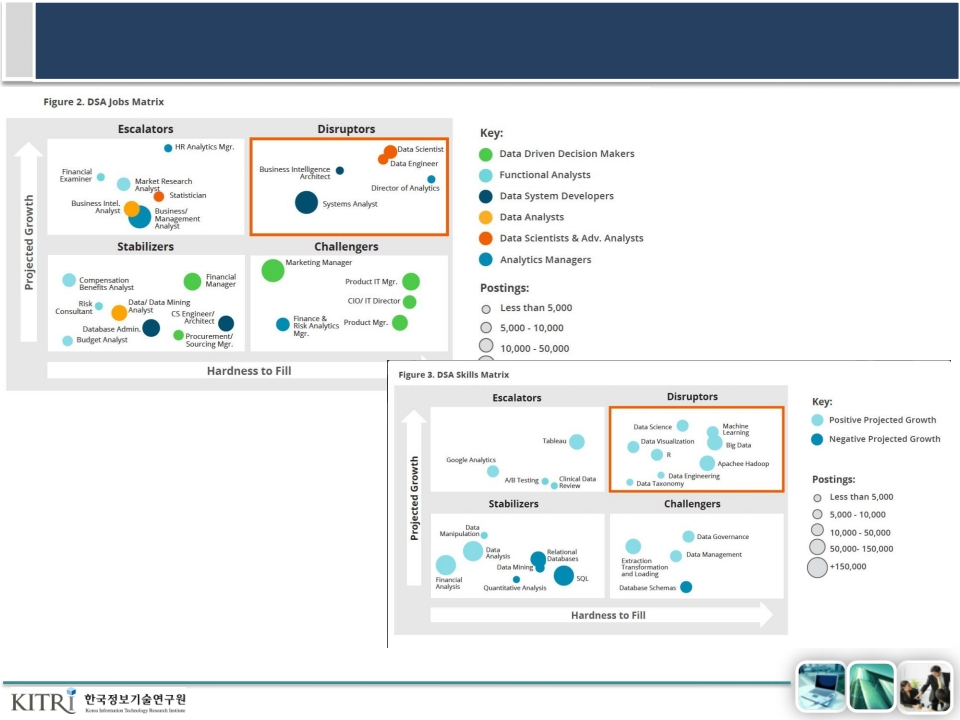 Figure 2. DSA Jobs Matrix
Escalators
Disruptors
HR Analytics Mgr.
Financial
Examiner
Market Research
Analyst
Statistician
Business Intel.
Analyst
Business/
Management
Analyst
Data Scientist
Data Engineer
Business Intelligence
Architect
Director of Analytics
Systems Analyst
Projected Growth
Stabilizers
Challengers
Compensation
Benefits Analyst
Financial
Manager
Risk
Consultant
Data/ Data Mining
Analyst
CS Engineer/
Architect
Database Admin.
Budget Analyst
Procurement/
Sourcing Mgr.
Marketing Manager
Product IT Mgr.
CIO/ IT Director
Finance &
Risk Analytics
Mgr.
Product Mgr.
Hardness to Fill
Key:
Data Driven Decision Makers
Functional Analysts
Data System Developers
Data Analysts
Data Scientists & Adv. Analysts
Analytics Managers
Postings:
Less than 5,000
5,000 - 10,000
10,000 - 50,000
Figure 3. DSA Skills Matrix
Escalators
Disruptors
Tableau
Google Analytics
A/B Testing
Clinical Data
Review
Data Science
Machine
Learning
Data Visualization
Big Data
R
Apachee Hadoop
Data Engineering
Data Taxonomy
Projected Growth
Stabilizers
Challengers
Data
Manipulation
Data
Analysis
Relational
Databases
Data Mining
SQL
Financial
Analysis
Quantitative Analysis
Data Governance
Data Management
Extraction
Transformation
and Loading
Database Schemas
Hardness to Fill
Key:
Positive Projected Growth
Negative Projected Growth
Postings:
Less than 5,000
5,000 - 10,000
10,000 - 50,000
50,000- 150,000
+150,000
KITRI 한국정보기술연구원
Korea Information Technology Research Institute